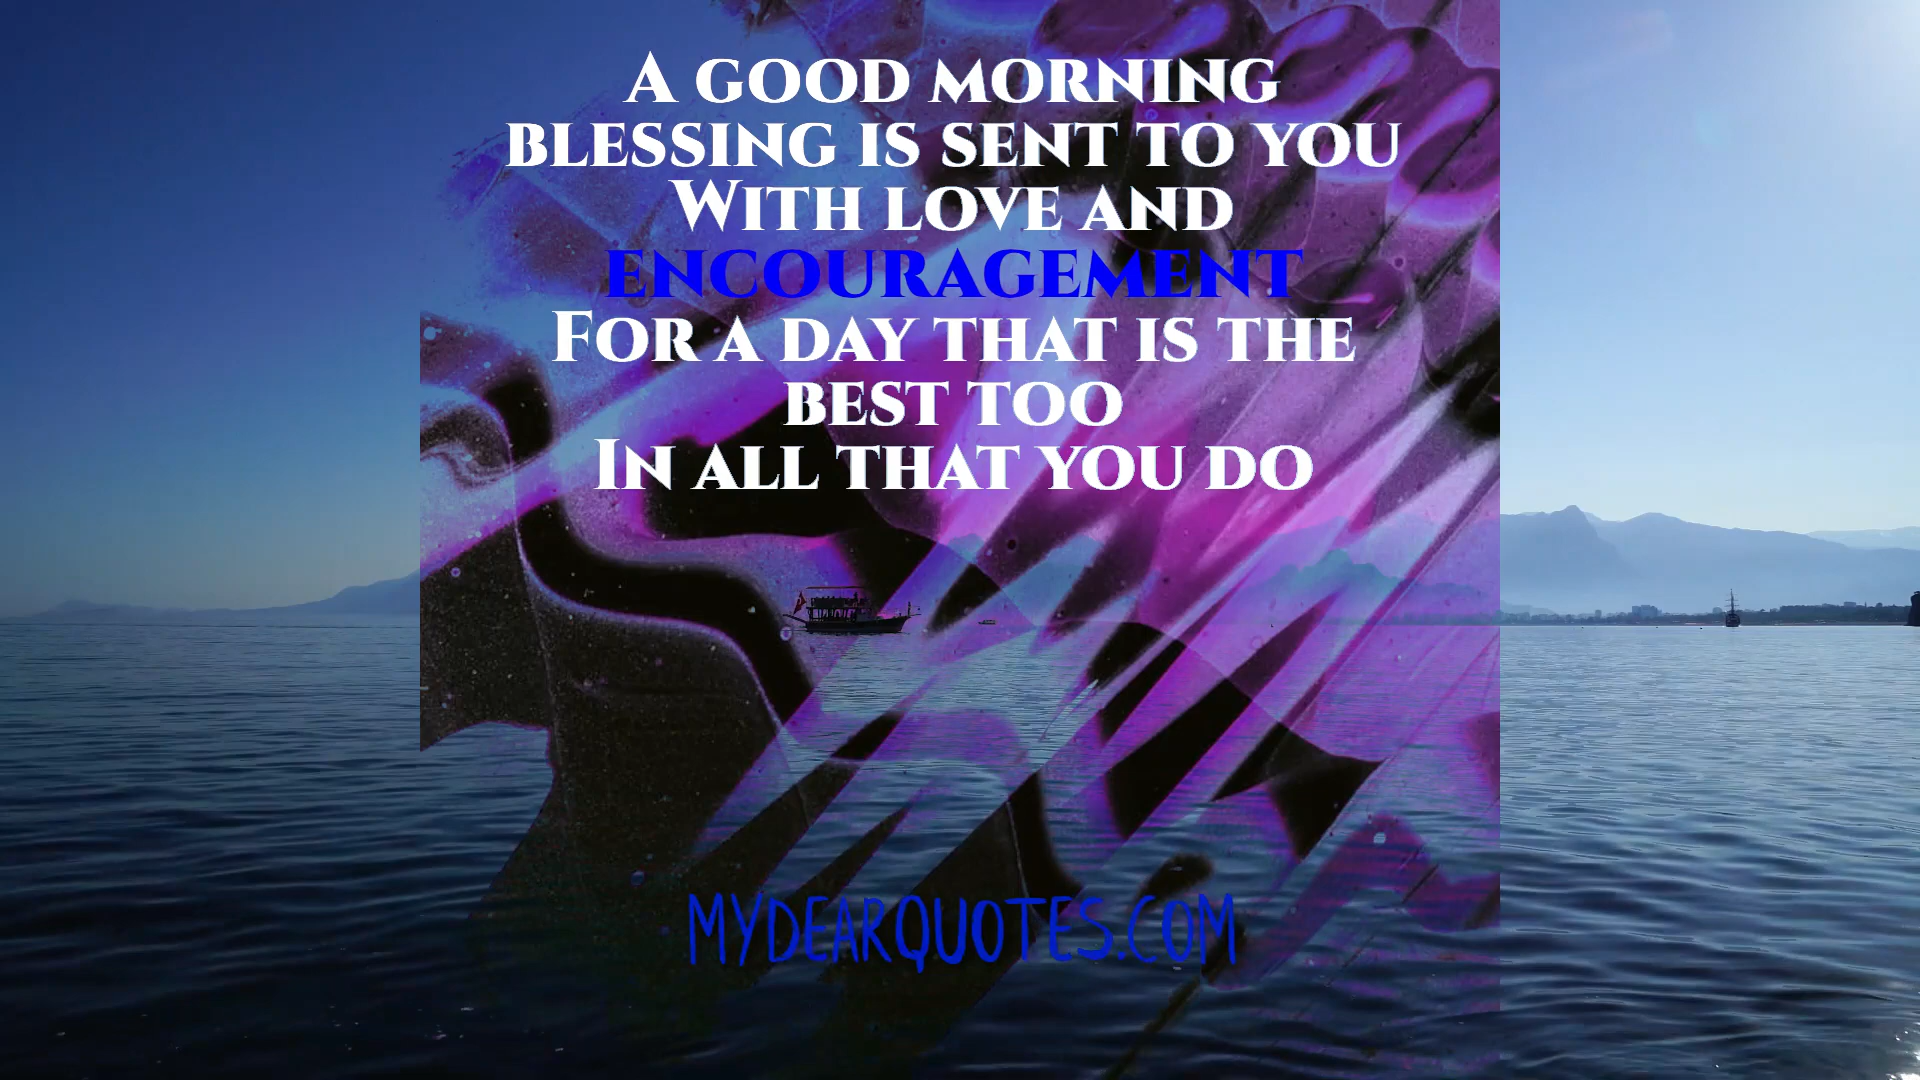 A GOOD MORNING
BLESSING IS SENT TO YOU
WITH LOVE AND
ENCOURAGEMENT
FOR A DAY THAT IS THE
BEST TOO
IN ALL THAT YOU DO
MYDEARQUOTES.COM